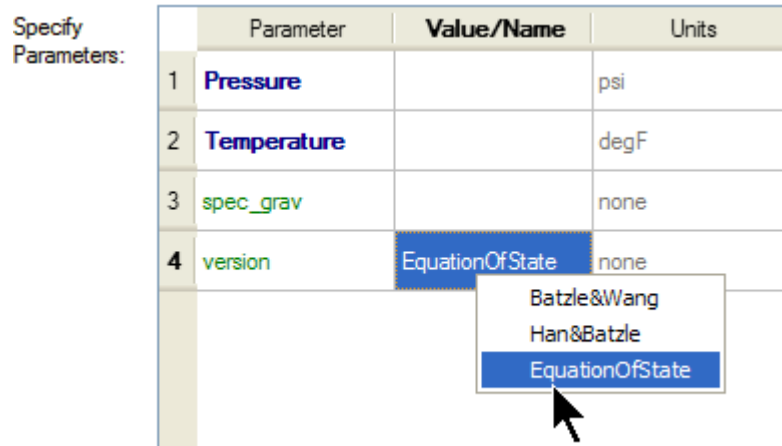 Specify
Parameters:
Parameter Value/Name Units
1 Pressure psi
2 Temperature degF
3 spec_grav none
4 version EquationOfState none
Batzle&Wang
Han&Batzle
EquationOfState